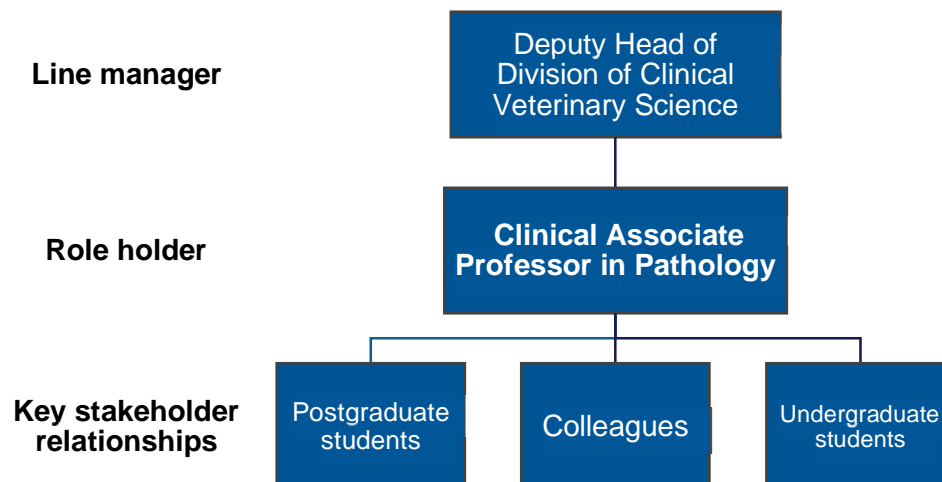 Line manager
Deputy Head of
Division of Clinical
Veterinary Science
Role holder
Clinical Associate
Professor in Pathology
Key stakeholder
relationships
Postgraduate
students
Colleagues
Undergraduate
students